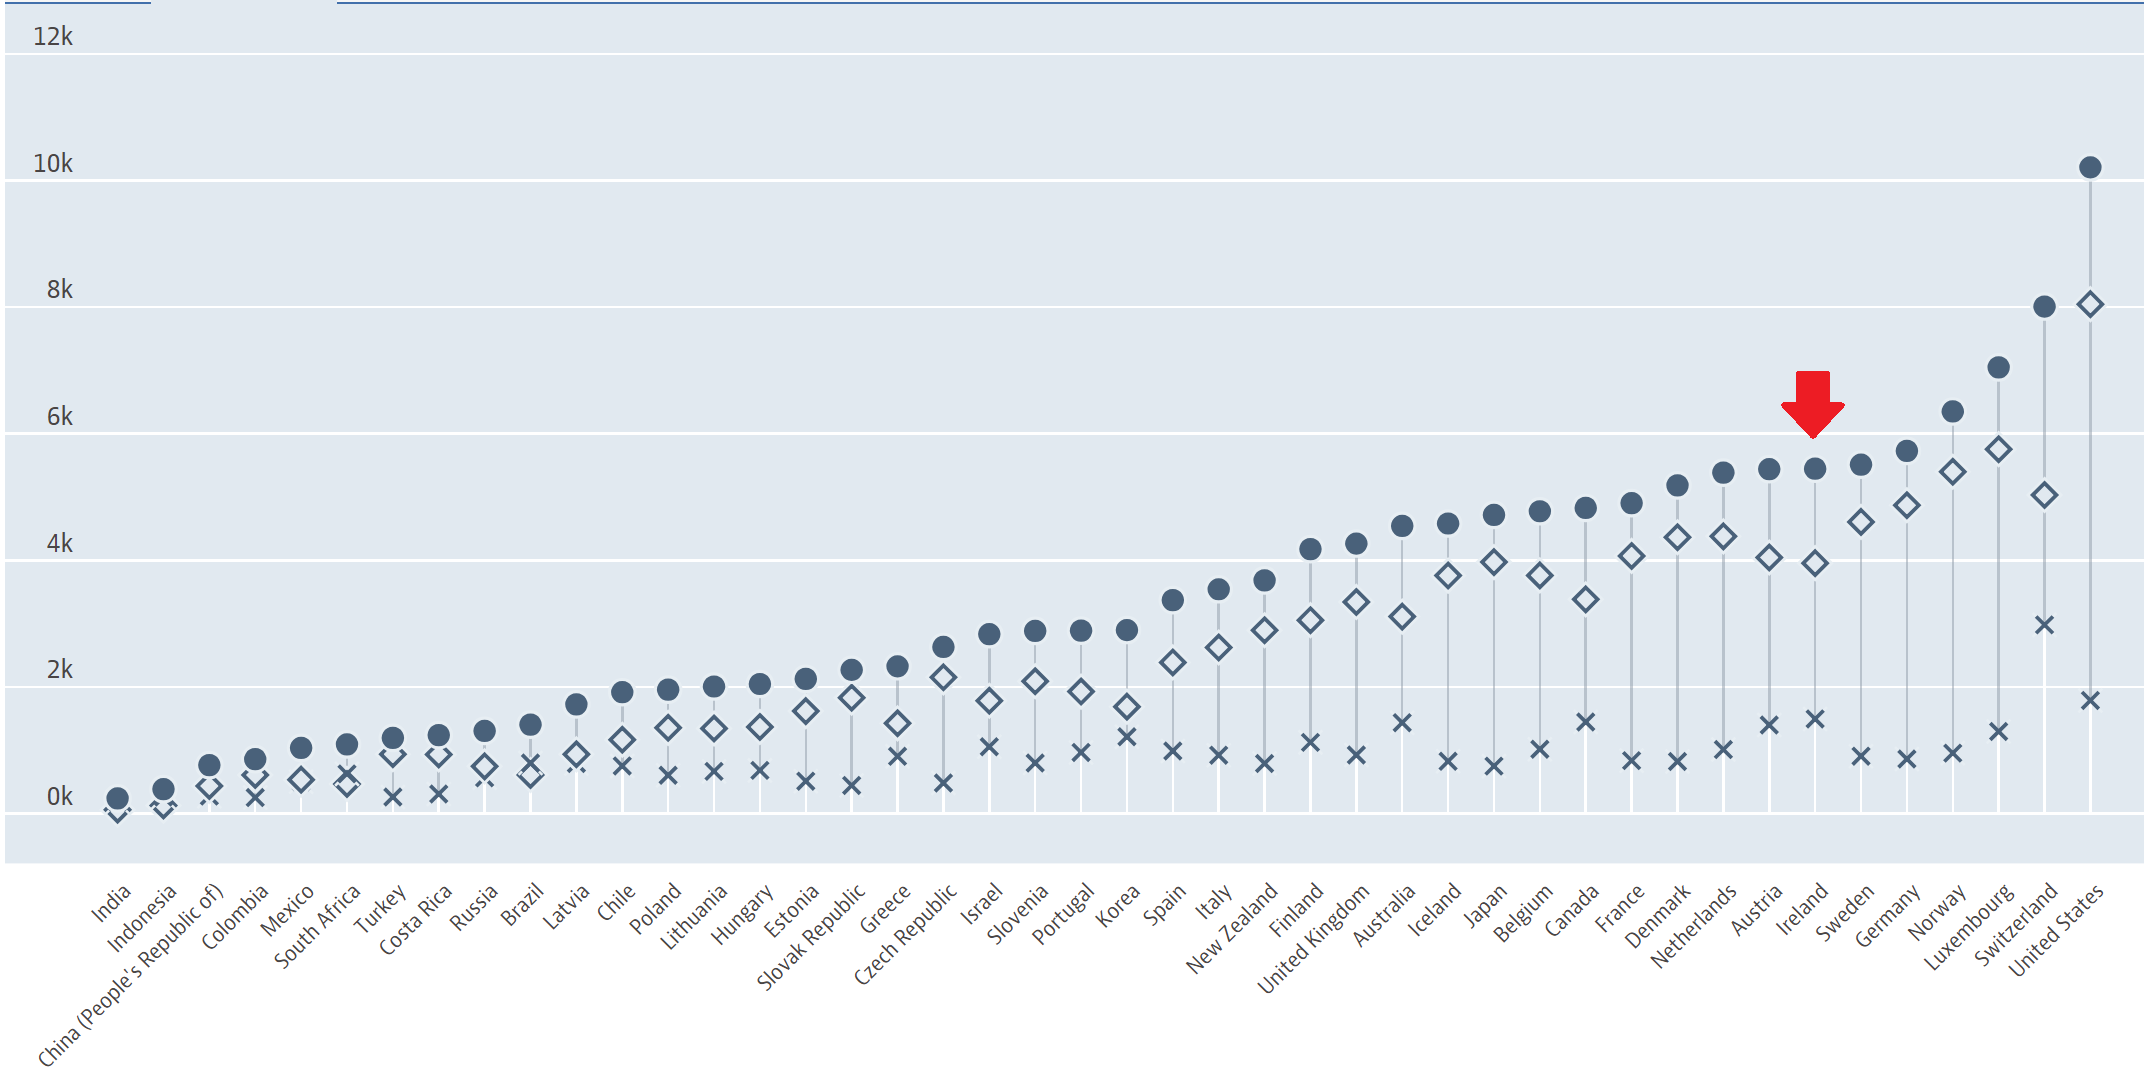 12k
10k
8k
6k
4k
2k
0k
India
Indonesia
China (People's Republic of)
Colombia
Mexico
South Africa
Turkey
Costa Rica
Russia
Brazil
Latvia
Chile
Poland
Lithuania
Hungary
Estonia
Slovak Republic
Greece
Czech Republic
Israel
Slovenia
Portugal
Korea
Spain
Italy
New Zealand
Finland
United Kingdom
Australia
Iceland
Japan
Belgium
Canada
France
Denmark
Netherlands
Austria
Ireland
Sweden
Germany
Norway
Luxembourg
Switzerland
United States